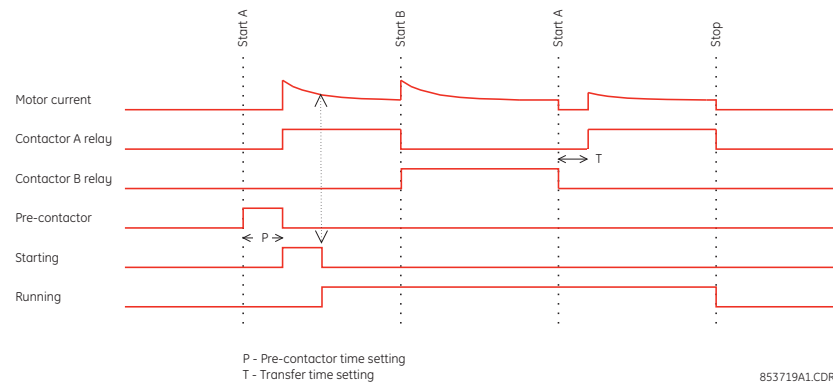 Start A
Start B
Start A
Stop
Motor current
Contactor A relay
Contactor B relay
T
Pre-contactor
P
Starting
Running
P - Pre-contactor time setting
T - Transfer time setting
853719A1.CDR